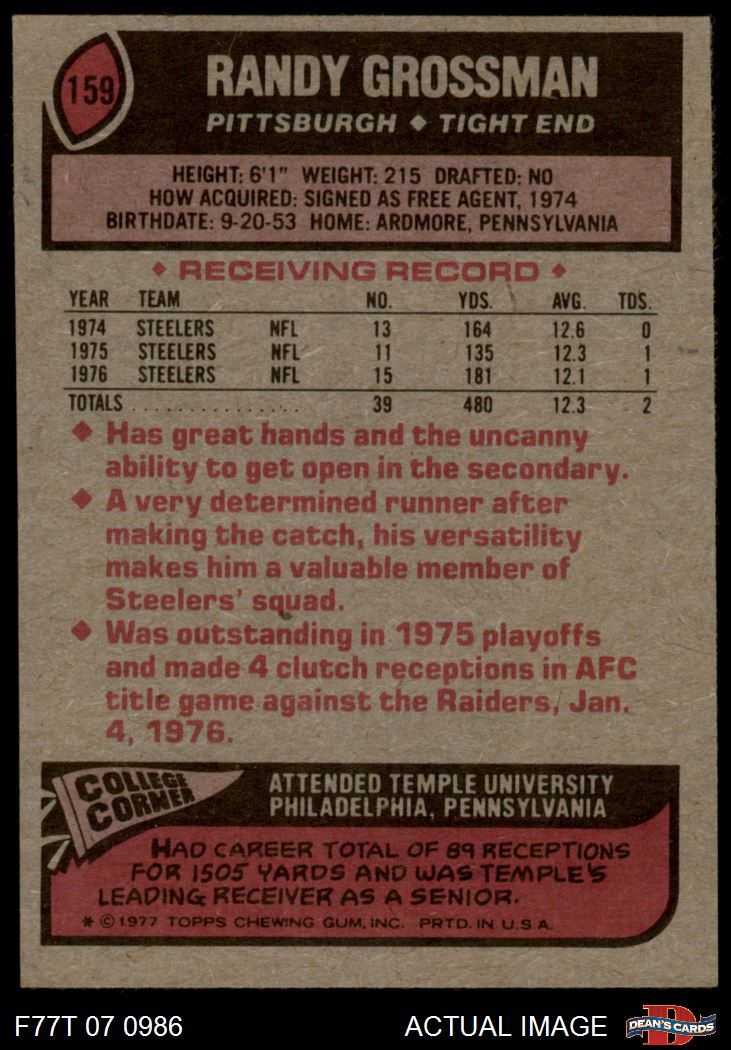 159
RANDY GROSSMAN
PITTSBURGH ◆ TIGHT END
HEIGHT: 6'1" WEIGHT: 215 DRAFTED: NO
HOW ACQUIRED: SIGNED AS FREE AGENT, 1974
BIRTHDATE: 9-20-53 HOME: ARDMORE, PENNSYLVANIA
◆ RECEIVING RECORD ◆
YEAR TEAM NO. YDS. AVG. TDS.
1974 STEELERS NFL 13 164 12.6 0
1975 STEELERS NFL 11 135 12.3 1
1976 STEELERS NFL 15 181 12.1 1
TOTALS . . . . . . . . . . . . . . . 39 480 12.3 2
◆ Has great hands and the uncanny
ability to get open in the secondary.
◆ A very determined runner after
making the catch, his versatility
makes him a valuable member of
Steelers' squad.
◆ Was outstanding in 1975 playoffs
and made 4 clutch receptions in AFC
title game against the Raiders, Jan.
4, 1976.
COLLEGE
CORNER
ATTENDED TEMPLE UNIVERSITY
PHILADELPHIA, PENNSYLVANIA
HAD CAREER TOTAL OF 89 RECEPTIONS
FOR 1505 YARDS AND WAS TEMPLE'S
LEADING RECEIVER AS A SENIOR.
* © 1977 TOPPS CHEWING GUM, INC. PRTD. IN U.S.A.
F77T 07 0986 ACTUAL IMAGE
D
DEAN'S CARDS